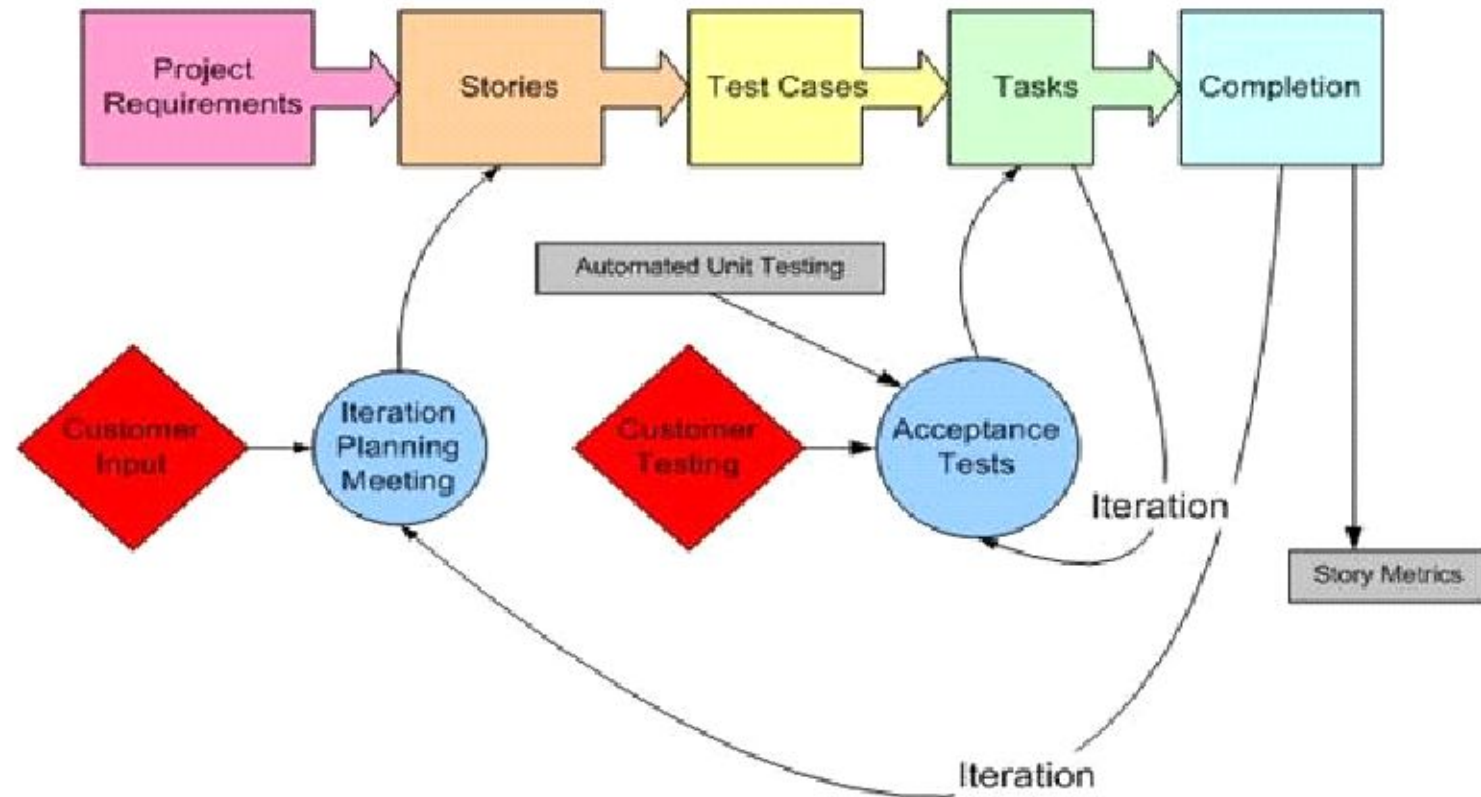 Project
Requirements
Stories
Test Cases
Tasks
Completion
Automated Unit Testing
Customer
Input
Iteration
Planning
Meeting
Customer
Testing
Acceptance
Tests
Iteration
Story Metrics
Iteration